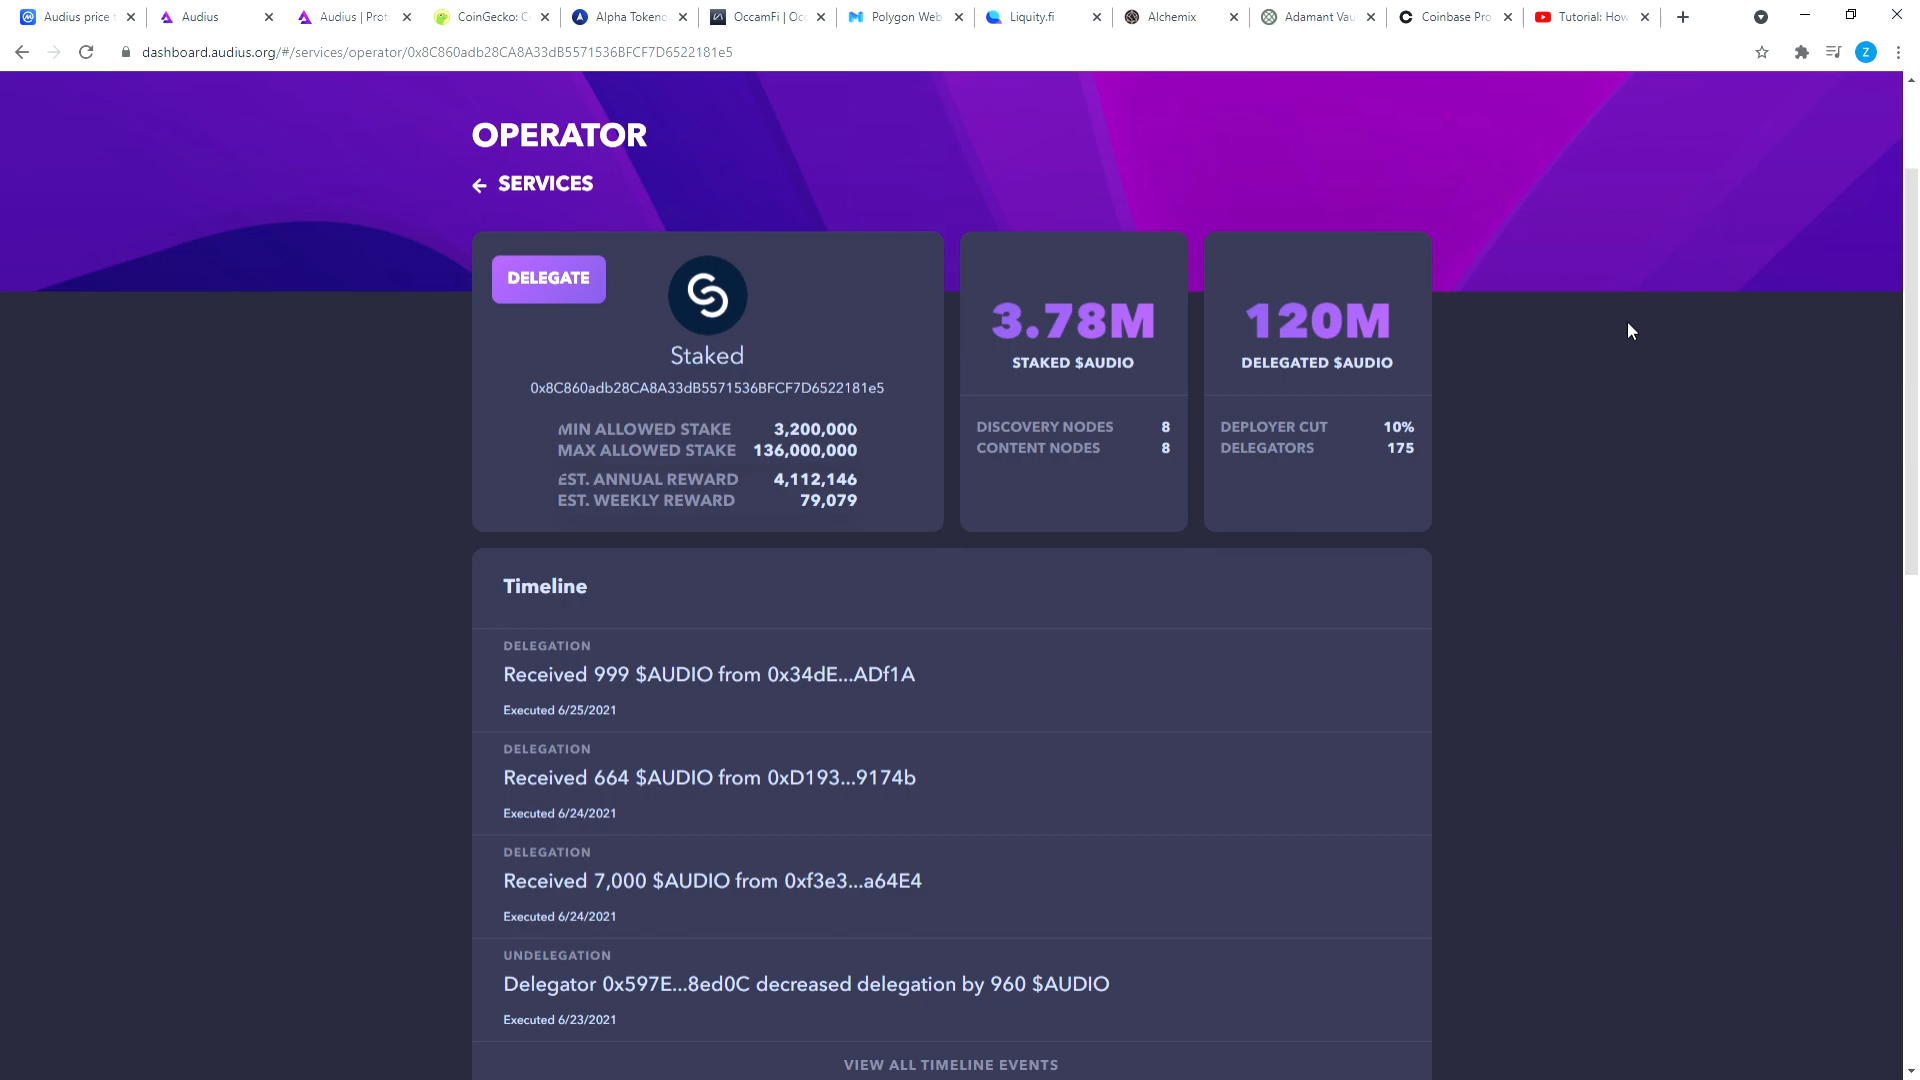 Audius price t
Audius
Audius | Prot
CoinGecko: C
Alpha Tokeno
OccamFi | Oc
Polygon Web
Liquity.fi
Alchemix
Adamant Vau
Coinbase Pro
Tutorial: How
dashboard.audius.org/#/services/operator/0x8C860adb28CA8A33dB5571536BFCF7D6522181e5
Z
OPERATOR
SERVICES
DELEGATE
Staked
0x8C860adb28CA8A33dB5571536BFCF7D6522181e5
MIN ALLOWED STAKE 3,200,000
MAX ALLOWED STAKE 136,000,000
EST. ANNUAL REWARD 4,112,146
EST. WEEKLY REWARD 79,079
3.78M
STAKED $AUDIO
DISCOVERY NODES 8
CONTENT NODES 8
120M
DELEGATED $AUDIO
DEPLOYER CUT 10%
DELEGATORS 175
Timeline
DELEGATION
Received 999 $AUDIO from 0x34dE...ADf1A
Executed 6/25/2021
DELEGATION
Received 664 $AUDIO from 0xD193...9174b
Executed 6/24/2021
DELEGATION
Received 7,000 $AUDIO from 0xf3e3...a64E4
Executed 6/24/2021
UNDELEGATION
Delegator 0x597E...8ed0C decreased delegation by 960 $AUDIO
Executed 6/23/2021
VIEW ALL TIMELINE EVENTS